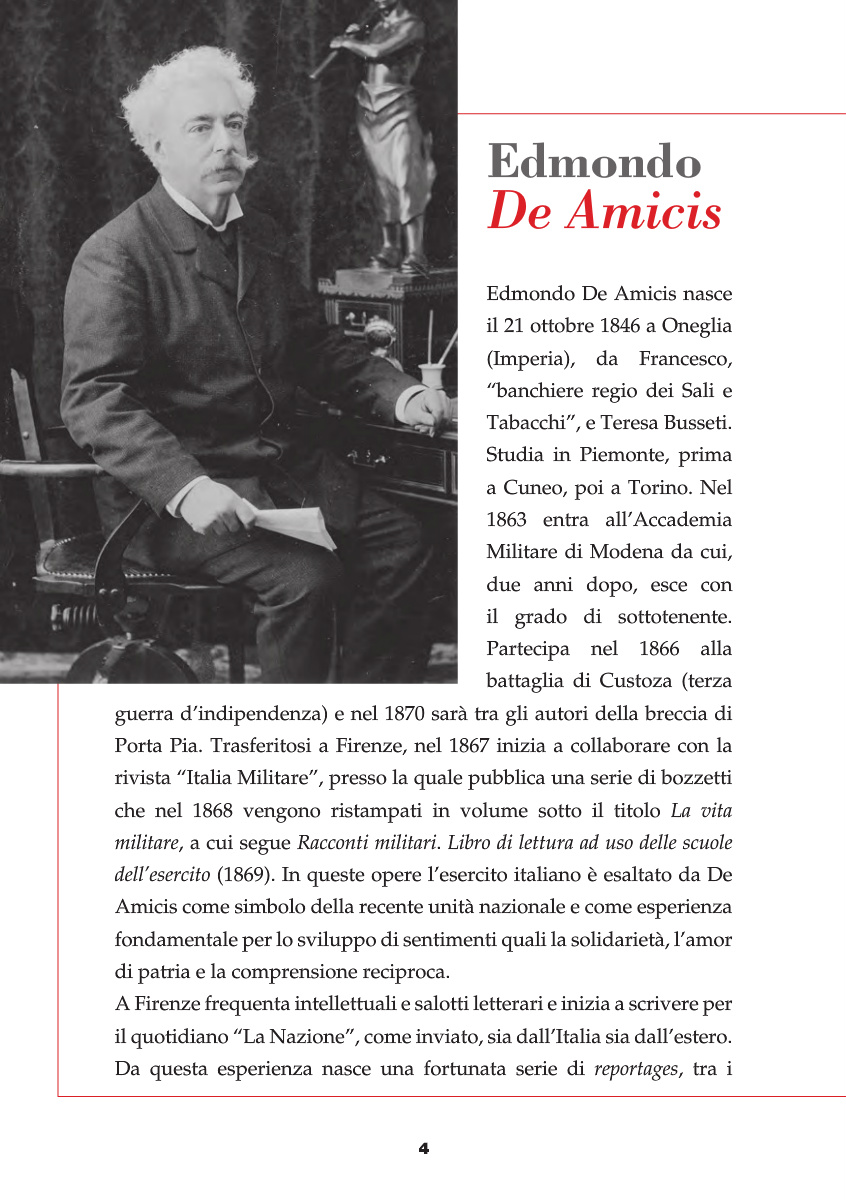 Edmondo
De Amicis
Edmondo De Amicis nasce
il 21 ottobre 1846 a Oneglia
(Imperia), da Francesco,
“banchiere regio dei Sali e
Tabacchi”, e Teresa Busseti.
Studia in Piemonte, prima
a Cuneo, poi a Torino. Nel
1863 entra all’Accademia
Militare di Modena da cui,
due anni dopo, esce con
il grado di sottotenente.
Partecipa nel 1866 alla
battaglia di Custoza (terza
guerra d’indipendenza) e nel 1870 sarà tra gli autori della breccia di
Porta Pia. Trasferitosi a Firenze, nel 1867 inizia a collaborare con la
rivista “Italia Militare”, presso la quale pubblica una serie di bozzetti
che nel 1868 vengono ristampati in volume sotto il titolo La vita
militare, a cui segue Racconti militari. Libro di lettura ad uso delle scuole
dell’esercito (1869). In queste opere l’esercito italiano è esaltato da De
Amicis come simbolo della recente unità nazionale e come esperienza
fondamentale per lo sviluppo di sentimenti quali la solidarietà, l’amor
di patria e la comprensione reciproca.
A Firenze frequenta intellettuali e salotti letterari e inizia a scrivere per
il quotidiano “La Nazione”, come inviato, sia dall’Italia sia dall’estero.
Da questa esperienza nasce una fortunata serie di reportages, tra i
4